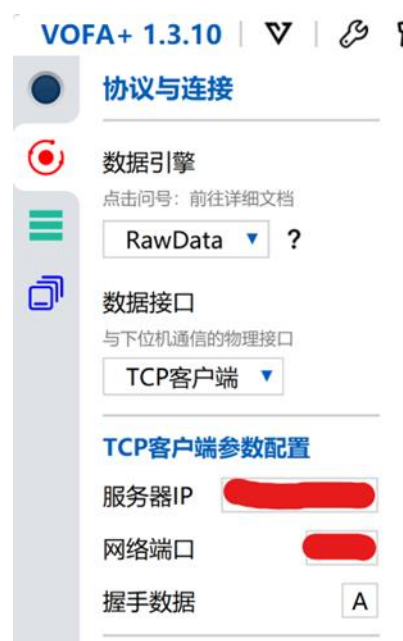 VOFA+ 1.3.10
协议与连接
数据引擎
点击问号：前往详细文档
RawData ▼ ?
数据接口
与下位机通信的物理接口
TCP客户端 ▼
TCP客户端参数配置
服务器IP
网络端口
握手数据 A